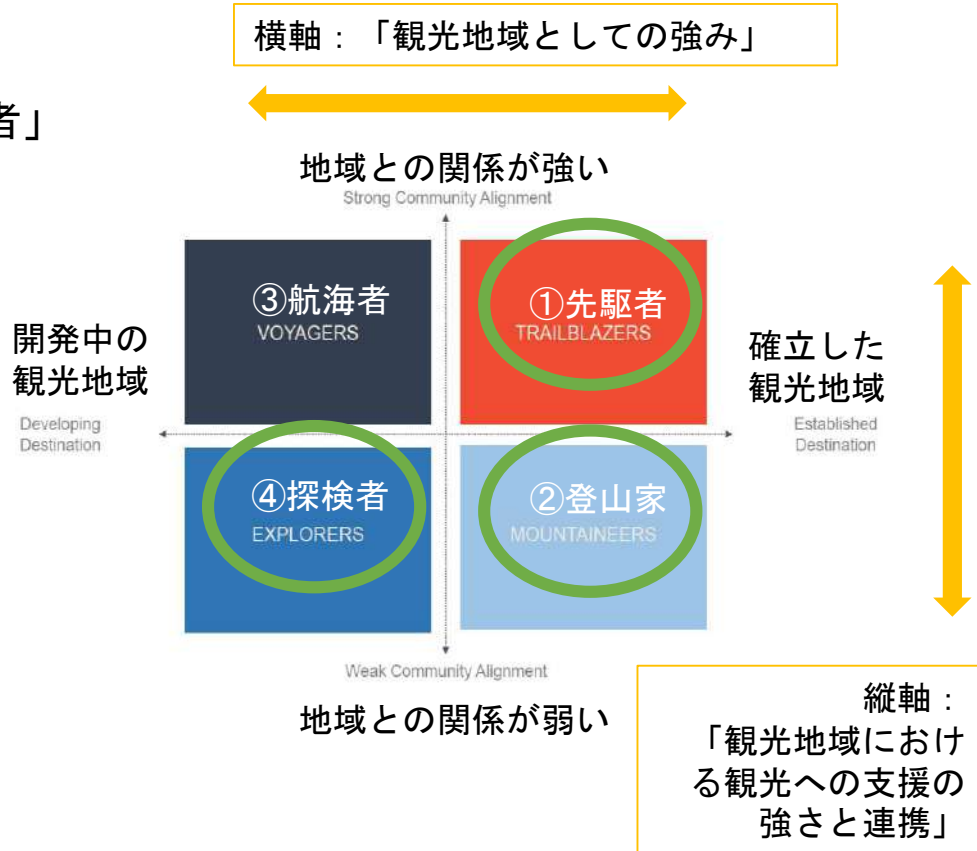 横軸：「観光地域としての強み」
者」
地域との関係が強い
Strong Community Alignment
③航海者
VOYAGERS
①先駆者
TRAILBLAZERS
開発中の
観光地域
Developing
Destination
確立した
観光地域
Established
Destination
④探検者
EXPLORERS
②登山家
MOUNTAINEERS
Weak Community Alignment
地域との関係が弱い
縦軸：
「観光地域におけ
る観光への支援の
強さと連携」